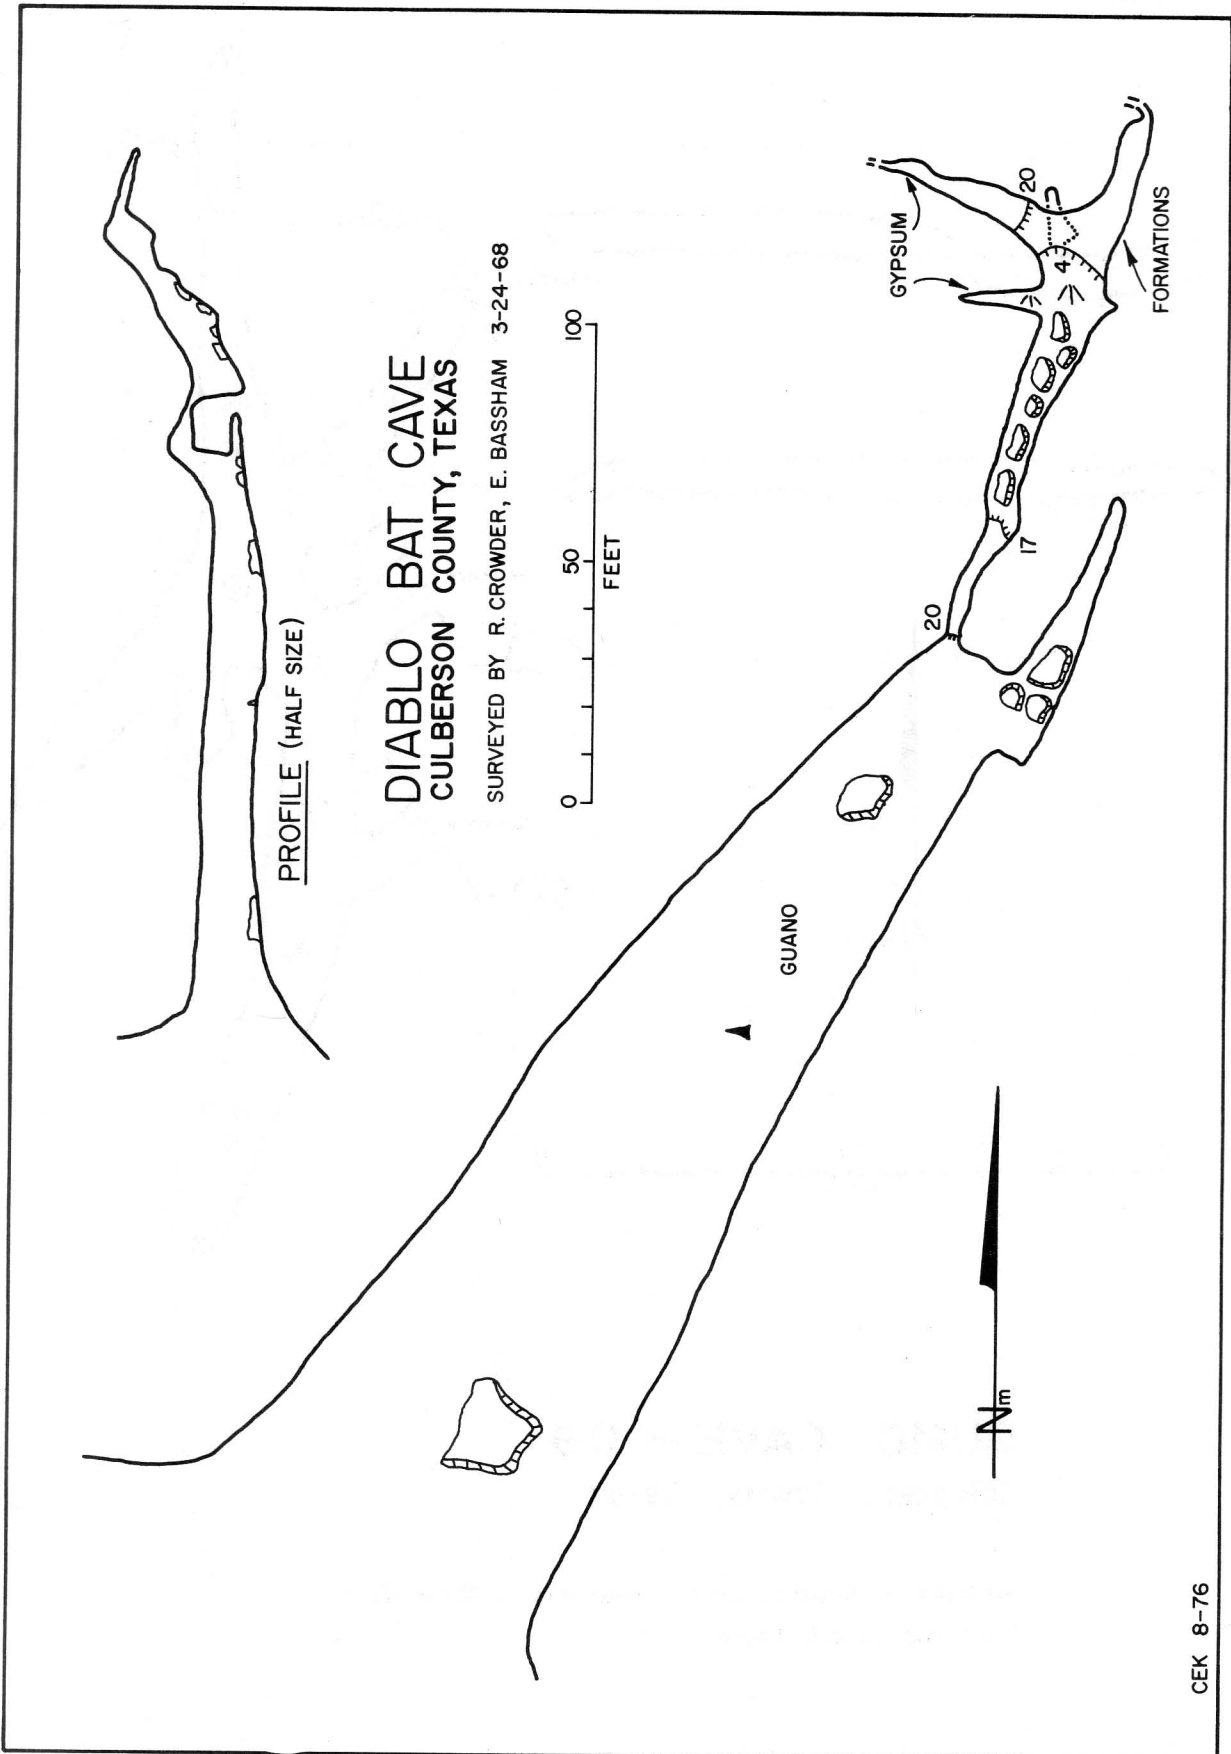 PROFILE (HALF SIZE)
DIABLO BAT CAVE
CULBERSON COUNTY, TEXAS
SURVEYED BY R. CROWDER, E. BASSHAM 3-24-68
0 50 100
FEET
GUANO
20
17
GYPSUM
4
20
FORMATIONS
Nm
CEK 8-76